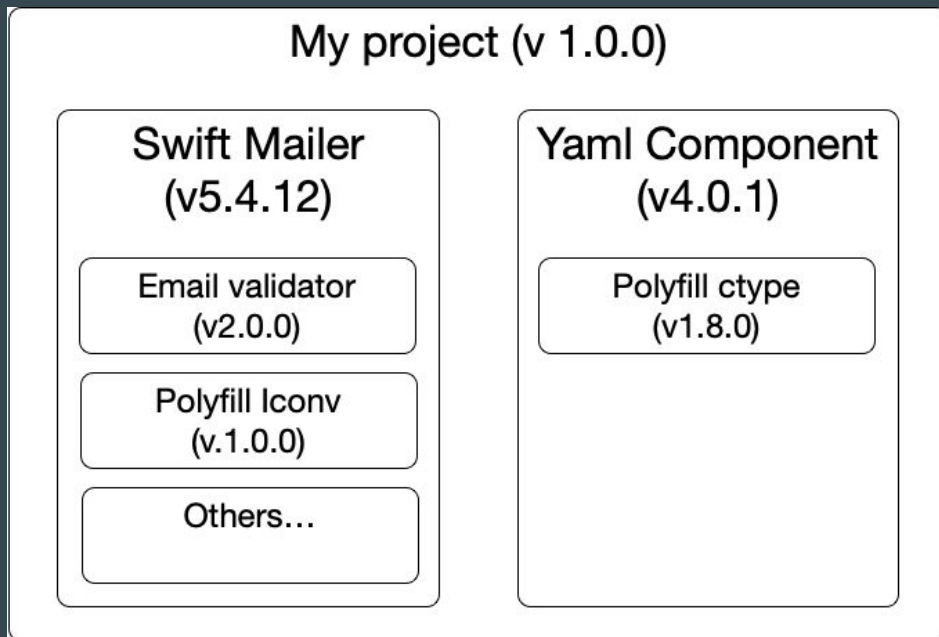 My project (v 1.0.0)
Swift Mailer
(v5.4.12)
Email validator
(v2.0.0)
Polyfill Iconv
(v.1.0.0)
Others...
Yaml Component
(v4.0.1)
Polyfill ctype
(v1.8.0)